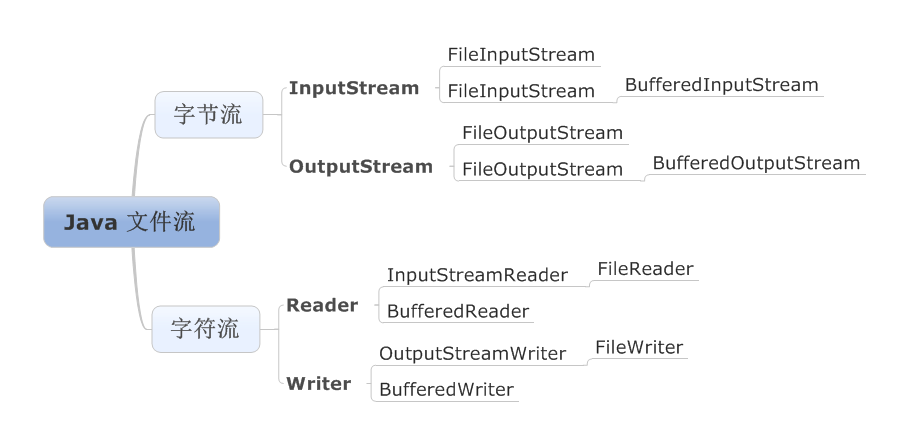 Java 文件流
字节流
InputStream
FileInputStream
FileInputStream
BufferedInputStream
OutputStream
FileOutputStream
FileOutputStream
BufferedOutputStream
字符流
Reader
InputStreamReader
FileReader
BufferedReader
Writer
OutputStreamWriter
FileWriter
BufferedWriter